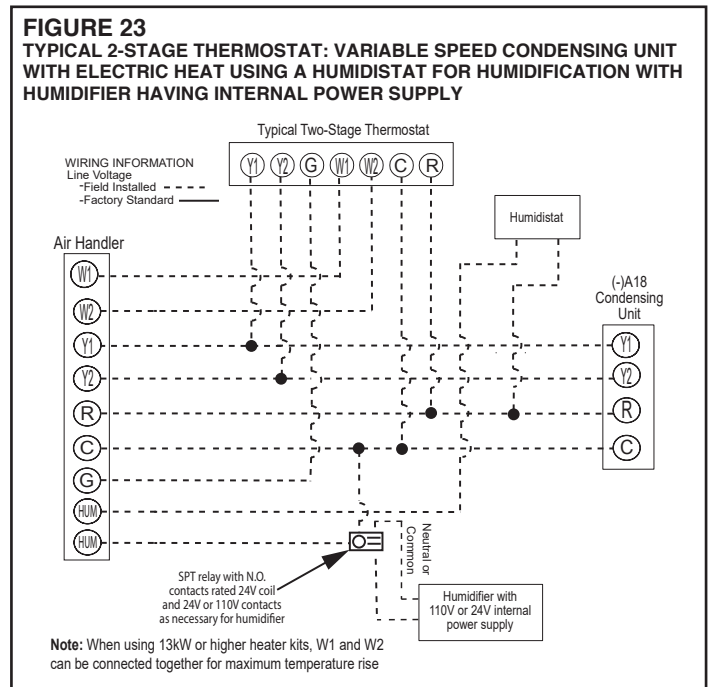 FIGURE 23
TYPICAL 2-STAGE THERMOSTAT: VARIABLE SPEED CONDENSING UNIT
WITH ELECTRIC HEAT USING A HUMIDISTAT FOR HUMIDIFICATION WITH
HUMIDIFIER HAVING INTERNAL POWER SUPPLY
Typical Two-Stage Thermostat
Y1 Y2 G W1 W2 C R
WIRING INFORMATION
Line Voltage
-Field Installed
-Factory Standard
Humidistat
Air Handler
W1
W2
Y1
Y2
R
C
G
HUM
HUM
(-)A18
Condensing
Unit
Y1
Y2
R
C
Neutral or
Common
SPT relay with N.O.
contacts rated 24V coil
and 24V or 110V contacts
as necessary for humidifier
Humidifier with
110V or 24V internal
power supply
Note: When using 13kW or higher heater kits, W1 and W2
can be connected together for maximum temperature rise